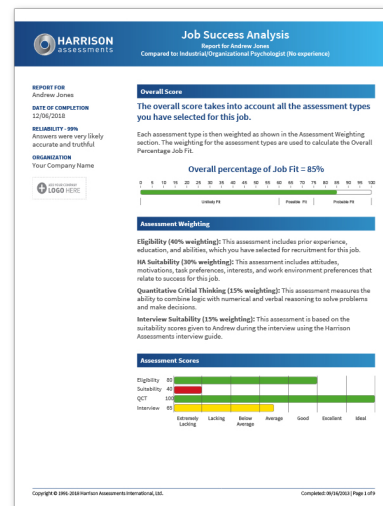 HARRISON
assessments
Job Success Analysis
Report for Andrew Jones
Compared to: Industrial/Organizational Psychologist (No experience)
REPORT FOR
Andrew Jones
DATE OF COMPLETION
12/06/2018
RELIABILITY - 99%
Answers were very likely
accurate and truthful
ORGANIZATION
Your Company Name
LOGO HERE
Overall Score
The overall score takes into account all the assessment types
you have selected for this job.
Each assessment type is then weighted as shown in the Assessment Weighting
section. The weighting for the assessment types are used to calculate the Overall
Percentage Job Fit.
Overall percentage of Job Fit = 85%
0 5 10 15 20 25 30 35 40 45 50 55 60 65 70 75 80 85 90 95 100
Unlikely Fit Possible Fit Probable Fit
Assessment Weighting
Eligibility (40% weighting): This assessment includes prior experience,
education, and abilities, which you have selected for recruitment for this job.
HA Suitability (30% weighting): This assessment includes attitudes,
motivations, task preferences, interests, and work environment preferences that
relate to success for this job.
Quantitative Critial Thinking (15% weighting): This assessment measures the
ability to combine logic with numerical and verbal reasoning to solve problems
and make decisions.
Interview Suitability (15% weighting): This assessment is based on the
suitability scores given to Andrew during the interview using the Harrison
Assessments interview guide.
Assessment Scores
Eligibility 80
Suitability 40
QCT 100
Interview 65
Extremely Lacking Below Average Good Excellent Ideal
Lacking Average
Copyright © 1991-2018 Harrison Assessments International, Ltd. Completed: 09/16/2013 | Page 1 of 9